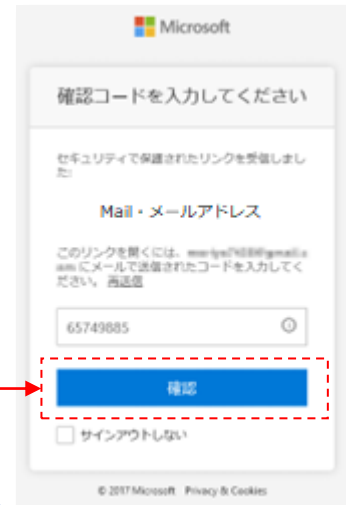 Microsoft
確認コードを入力してください
セキュリティで保護されたリンクを受信しまし
た:
Mail・メールアドレス
このリンクを開くには、
にメールで送信されたコードを入力してく
ださい。 再送信
65749885
確認
サインアウトしない
© 2017 Microsoft Privacy & Cookies